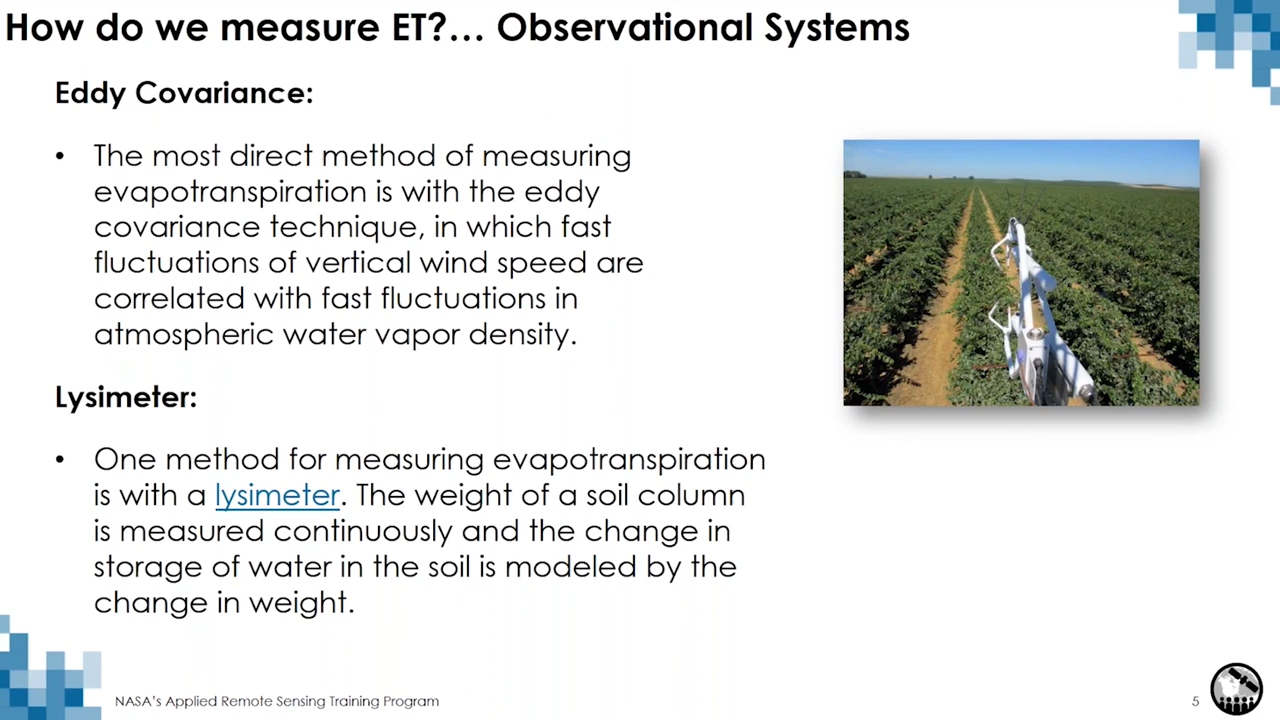 How do we measure ET?... Observational Systems
Eddy Covariance:
• The most direct method of measuring
evapotranspiration is with the eddy
covariance technique, in which fast
fluctuations of vertical wind speed are
correlated with fast fluctuations in
atmospheric water vapor density.
Lysimeter:
• One method for measuring evapotranspiration
is with a lysimeter. The weight of a soil column
is measured continuously and the change in
storage of water in the soil is modeled by the
change in weight.
NASA's Applied Remote Sensing Training Program
5